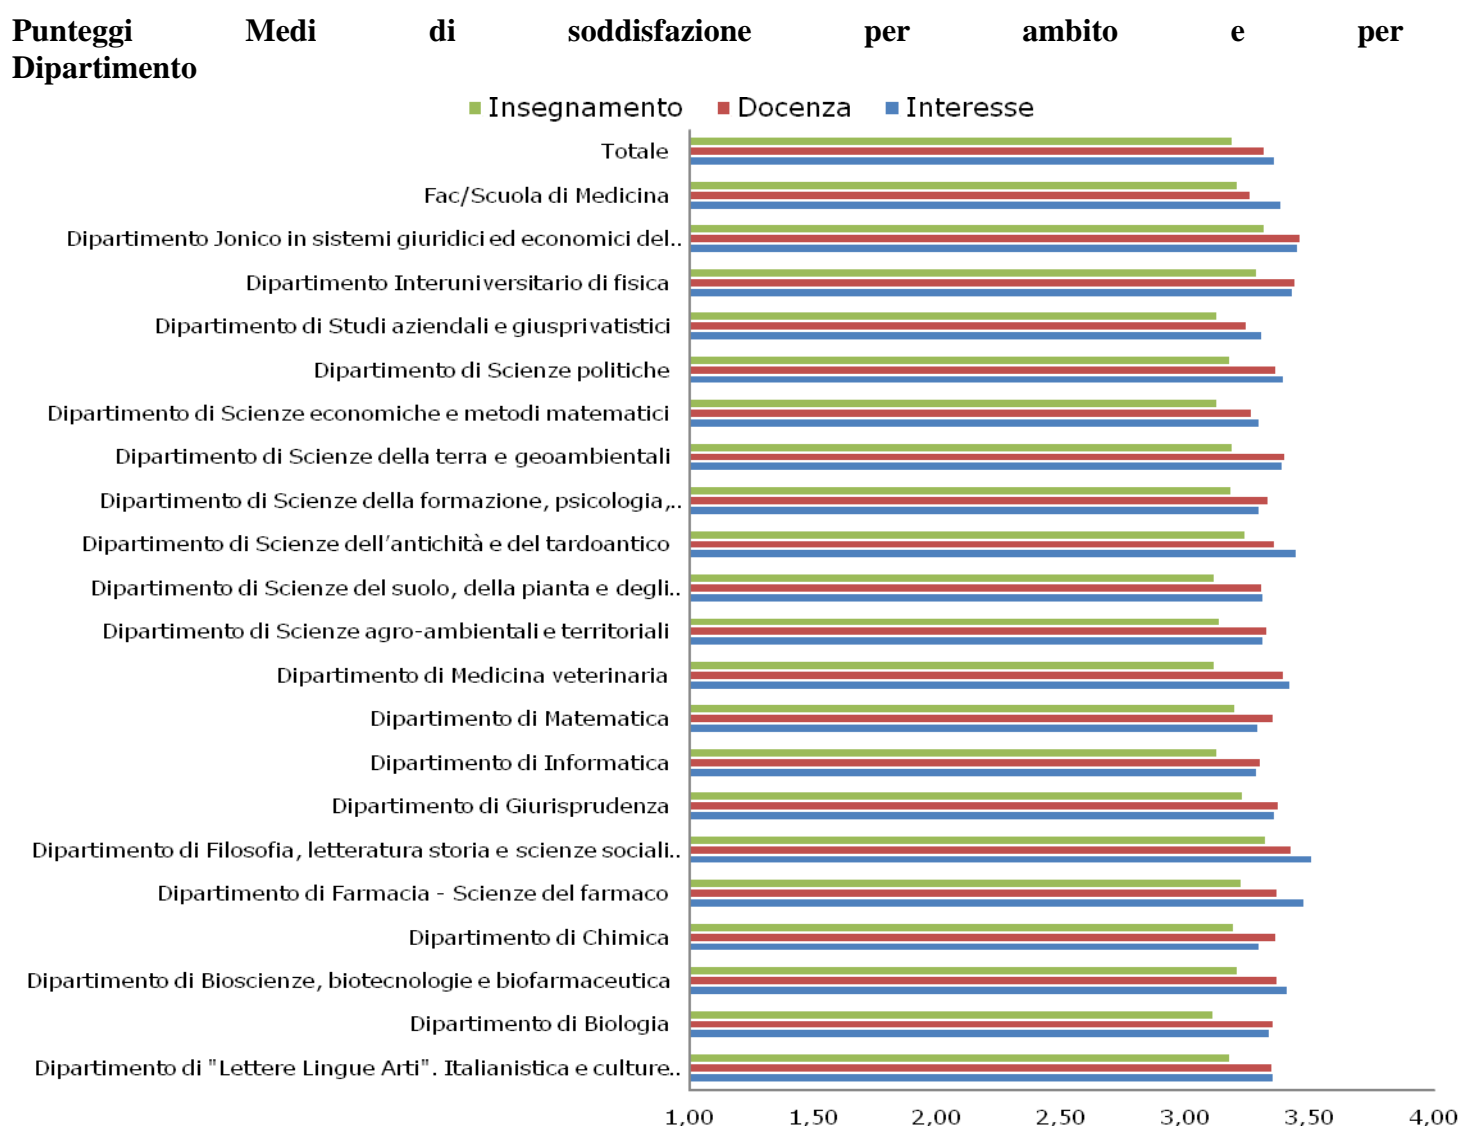 Punteggi Medi di soddisfazione per ambito e per
Dipartimento
Insegnamento Docenza Interesse
Totale
Fac/Scuola di Medicina
Dipartimento Jonico in sistemi giuridici ed economici del..
Dipartimento Interuniversitario di fisica
Dipartimento di Studi aziendali e giusprivatistici
Dipartimento di Scienze politiche
Dipartimento di Scienze economiche e metodi matematici
Dipartimento di Scienze della terra e geoambientali
Dipartimento di Scienze della formazione, psicologia,..
Dipartimento di Scienze dell'antichità e del tardoantico
Dipartimento di Scienze del suolo, della pianta e degli..
Dipartimento di Scienze agro-ambientali e territoriali
Dipartimento di Medicina veterinaria
Dipartimento di Matematica
Dipartimento di Informatica
Dipartimento di Giurisprudenza
Dipartimento di Filosofia, letteratura storia e scienze sociali..
Dipartimento di Farmacia - Scienze del farmaco
Dipartimento di Chimica
Dipartimento di Bioscienze, biotecnologie e biofarmaceutica
Dipartimento di Biologia
Dipartimento di "Lettere Lingue Arti". Italianistica e culture..
1,00 1,50 2,00 2,50 3,00 3,50 4,00